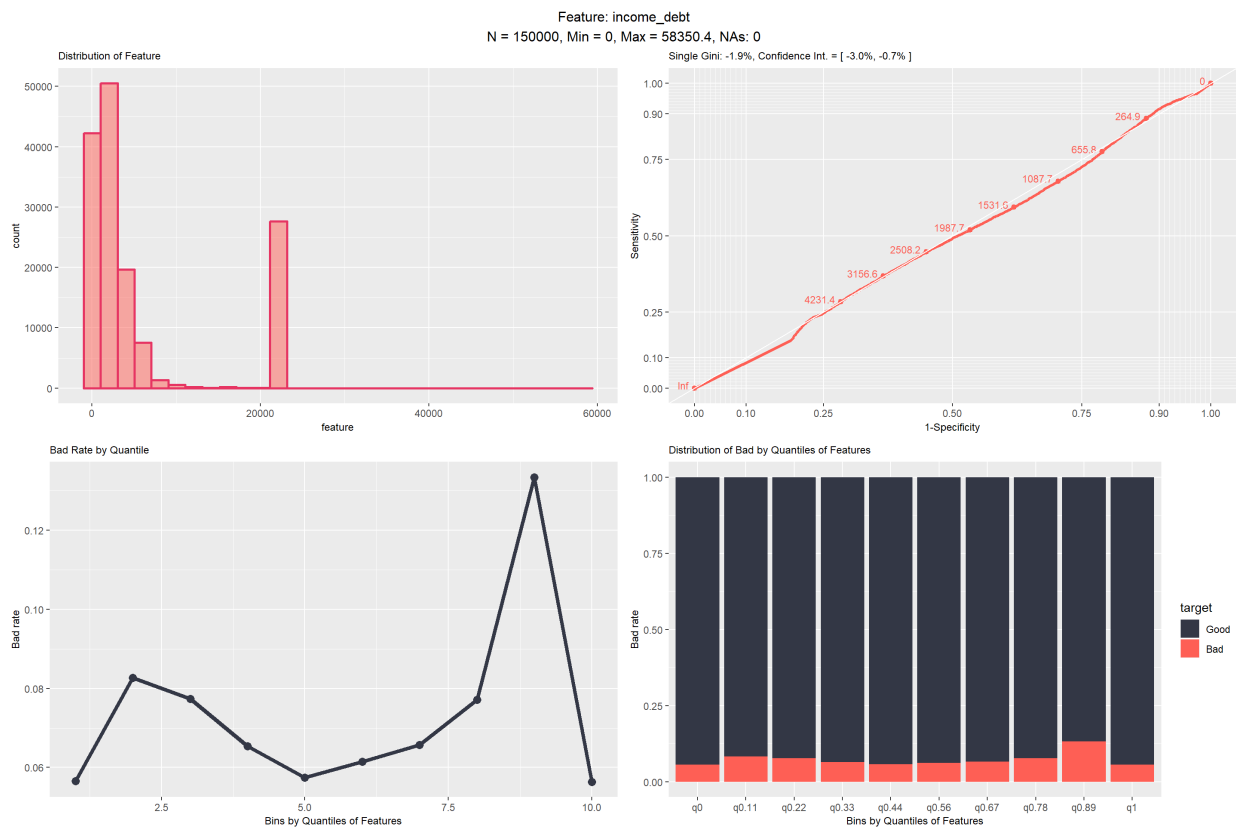 Feature: income_debt
N = 150000, Min = 0, Max = 58350.4, NAs: 0
Distribution of Feature
50000
40000
30000
20000
10000
0
count
0 20000 40000 60000
feature
Single Gini: -1.9%, Confidence Int. = [ -3.0%, -0.7% ]
1.00
0.90
0.75
0.50
0.25
0.10
0.00
Sensitivity
0
264.9
655.8
1087.7
1987.7
2508.2
3156.6
4231.4
Inf
0.00 0.10 0.25 0.50 0.75 0.90 1.00
1-Specificity
Bad Rate by Quantile
0.12
0.10
0.08
0.06
Bad rate
2.5 5.0 7.5 10.0
Bins by Quantiles of Features
Distribution of Bad by Quantiles of Features
1.00
0.75
0.50
0.25
0.00
Bad rate
q0 q0.11 q0.22 q0.33 q0.44 q0.56 q0.67 q0.78 q0.89 q1
Bins by Quantiles of Features
target
Good
Bad